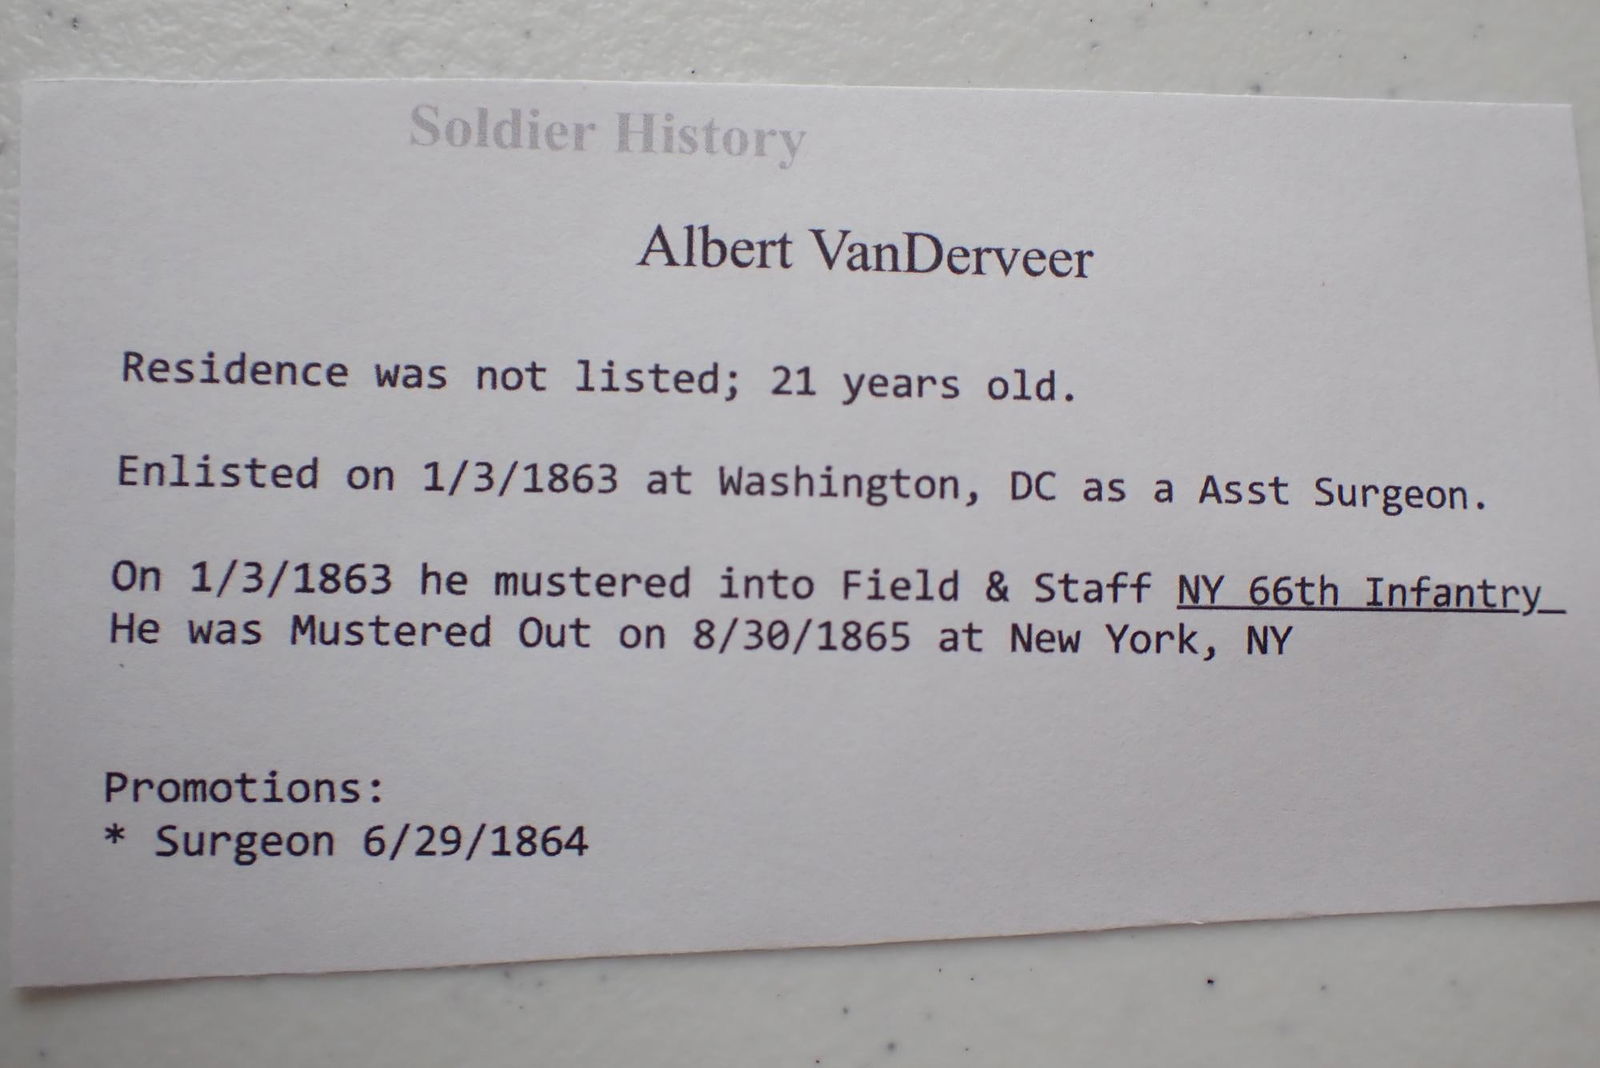 Soldier History
Albert VanDerveer
Residence was not listed; 21 years old.
Enlisted on 1/3/1863 at Washington, DC as a Asst Surgeon.
On 1/3/1863 he mustered into Field & Staff NY 66th Infantry
He was Mustered Out on 8/30/1865 at New York, NY
Promotions:
* Surgeon 6/29/1864